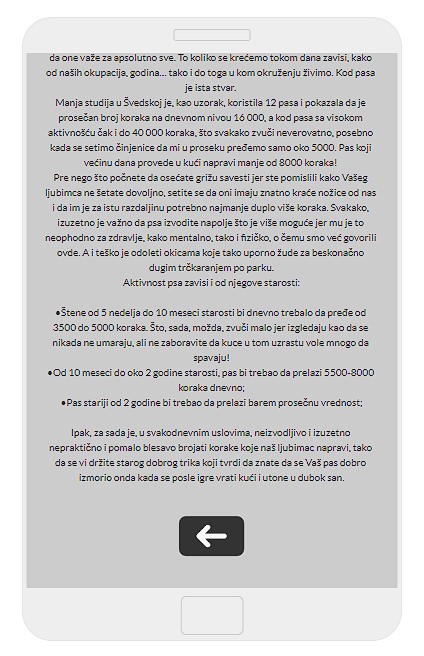 da one važe za apsolutno sve. To koliko se krećemo tokom dana zavisi, kako
od naših okupacija, godina... tako i do toga u kom okruženju živimo. Kod pasa
je ista stvar.
Manja studija u Švedskoj je, kao uzorak, koristila 12 pasa i pokazala da je
prosečan broj koraka na dnevnom nivou 16 000, a kod pasa sa visokom
aktivnošću čak i do 40 000 koraka, što svakako zvuči neverovatno, posebno
kada se setimo činjenice da mi u proseku pređemo samo oko 5000. Pas koji
većinu dana provede u kući napravi manje od 8000 koraka!
Pre nego što počnete da osećate grižu savesti jer ste pomislili kako Vašeg
ljubimca ne šetate dovoljno, setite se da oni imaju znatno kraće nožice od nas
i da im je za istu razdaljinu potrebno najmanje duplo više koraka. Svakako,
izuzetno je važno da psa izvodite napolje što je više moguće jer mu je to
neophodno za zdravlje, kako mentalno, tako i fizičko, o čemu smo već govorili
ovde. A i teško je odoleti okicama koje tako uporno žude za beskonačno
dugim trčkaranjem po parku.
Aktivnost psa zavisi i od njegove starosti:
•Štene od 5 nedelja do 10 meseci starosti bi dnevno trebalo da pređe od
3500 do 5000 koraka. Što, sada, možda, zvuči malo jer izgledaju kao da se
nikada ne umaraju, ali ne zaboravite da kuce u tom uzrastu vole mnogo da
spavaju!
•Od 10 meseci do oko 2 godine starosti, pas bi trebao da prelazi 5500-8000
koraka dnevno;
•Pas stariji od 2 godine bi trebao da prelazi barem prosečnu vrednost;
Ipak, za sada je, u svakodnevnim uslovima, neizvodljivo i izuzetno
nepraktično i pomalo blesavo brojati korake koje naš ljubimac napravi, tako
da se vi držite starog dobrog trika koji tvrdi da znate da se Vaš pas dobro
izmorio onda kada se posle igre vrati kući i utone u dubok san.